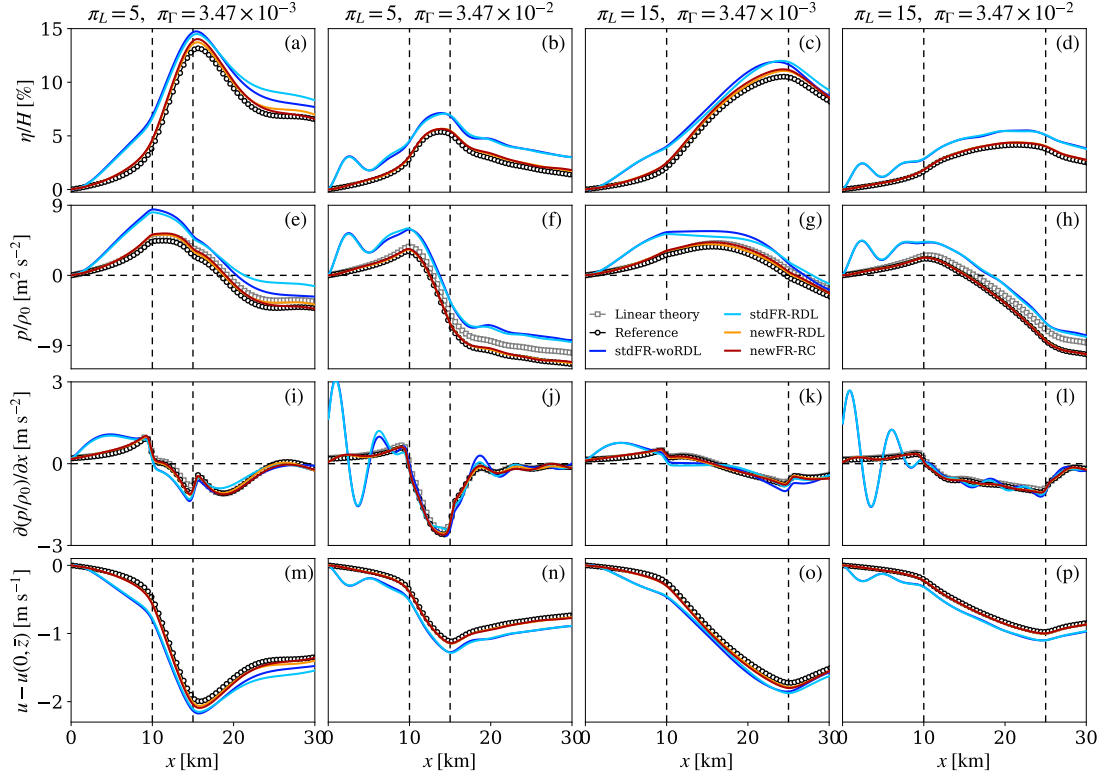 π_L = 5, π_Γ = 3.47 × 10⁻³
π_L = 5, π_Γ = 3.47 × 10⁻²
π_L = 15, π_Γ = 3.47 × 10⁻³
π_L = 15, π_Γ = 3.47 × 10⁻²
15
10
5
0
η/H [%]
(a)
(b)
(c)
(d)
9
0
−9
p/ρ₀ [m² s⁻²]
(e)
(f)
(g)
(h)
Linear theory
Reference
stdFR-woRDL
stdFR-RDL
newFR-RDL
newFR-RC
3
0
−3
∂(p/ρ₀)/∂x [m s⁻²]
(i)
(j)
(k)
(l)
0
−1
−2
u − u(0, z̄) [m s⁻¹]
(m)
(n)
(o)
(p)
0 10 20 30
0 10 20 30
0 10 20 30
0 10 20 30
x [km]
x [km]
x [km]
x [km]